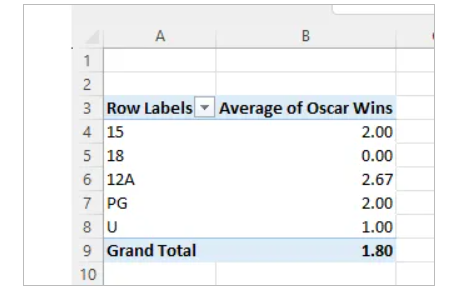 A B
1
2
3 Row Labels Average of Oscar Wins
4 15 2.00
5 18 0.00
6 12A 2.67
7 PG 2.00
8 U 1.00
9 Grand Total 1.80
10